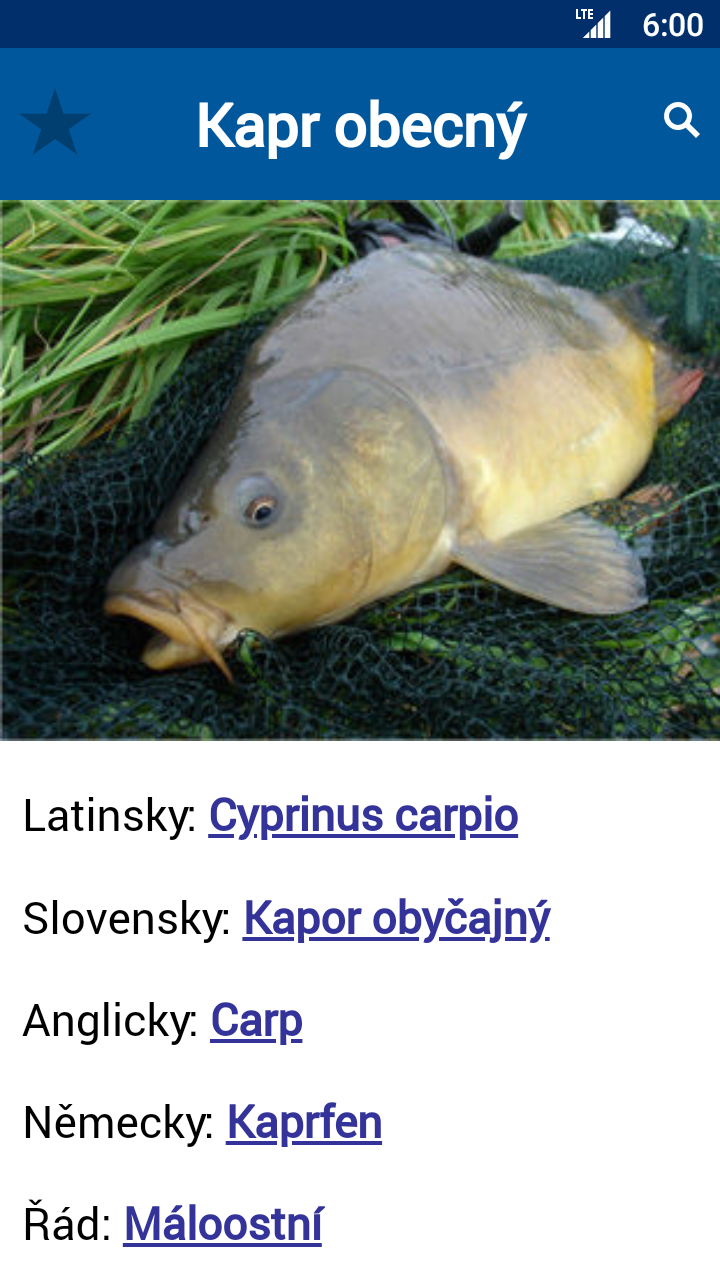 LTE 6:00
Kapr obecný
Latinsky: Cyprinus carpio
Slovensky: Kapor obyčajný
Anglicky: Carp
Německy: Kaprfen
Řád: Máloostní